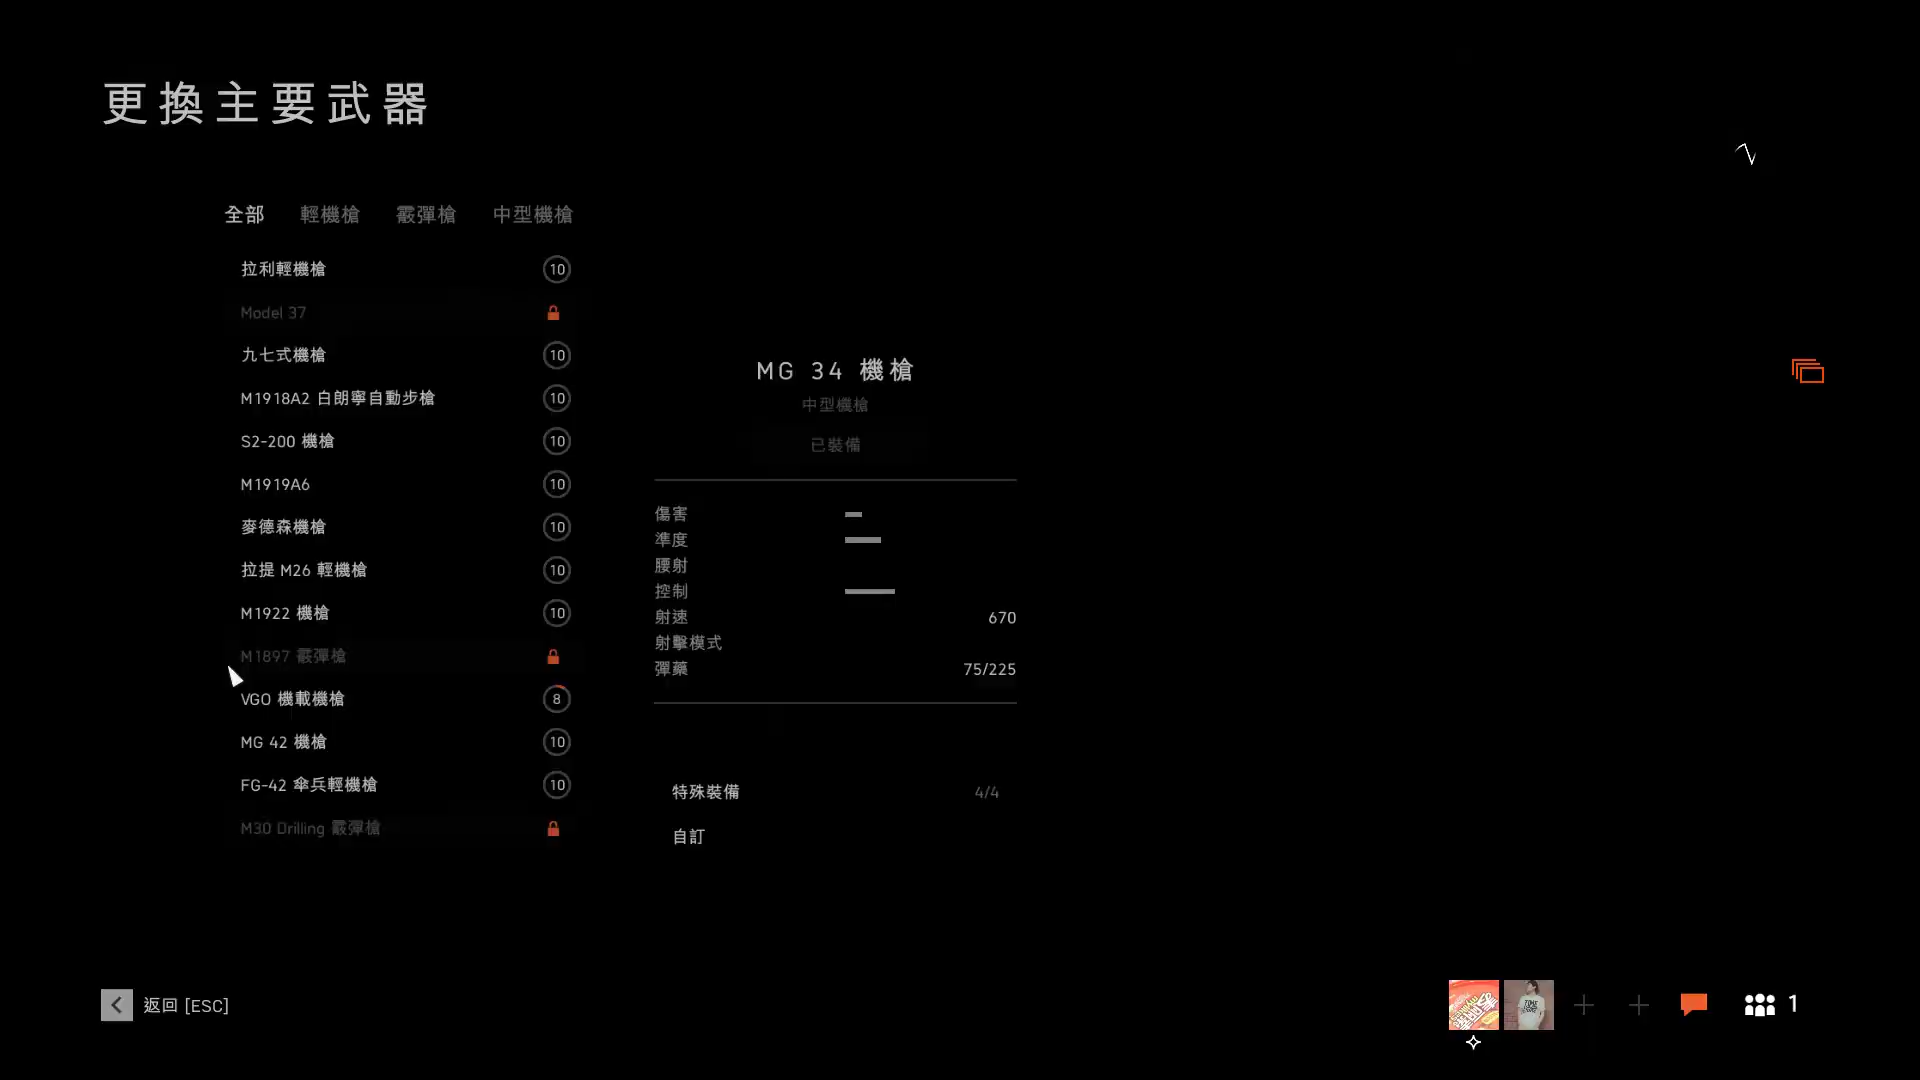 更換主要武器
全部 輕機槍 霰彈槍 中型機槍
拉利輕機槍 10
Model 37
九七式機槍 10
M1918A2 白朗寧自動步槍 10
S2-200 機槍 10
M1919A6 10
麥德森機槍 10
拉提 M26 輕機槍 10
M1922 機槍 10
M1897 霰彈槍
VGO 機載機槍 8
MG 42 機槍 10
FG-42 傘兵輕機槍 10
M30 Drilling 霰彈槍
MG 34 機槍
中型機槍
已裝備
傷害
準度
腰射
控制
射速 670
射擊模式
彈藥 75/225
特殊裝備 4/4
自訂
返回 [ESC]
1